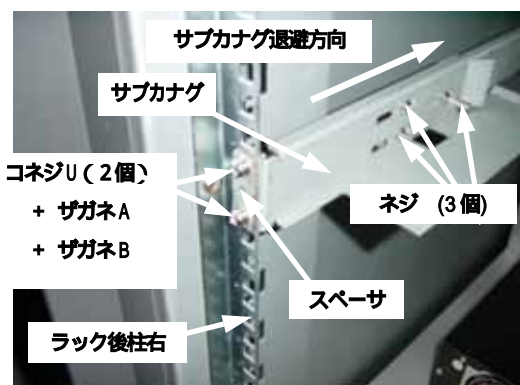 サブカナグ退避方向
サブカナグ
コネジU（2個）
+ ザガネA
+ ザガネB
ネジ (3個)
スペーサ
ラック後柱右